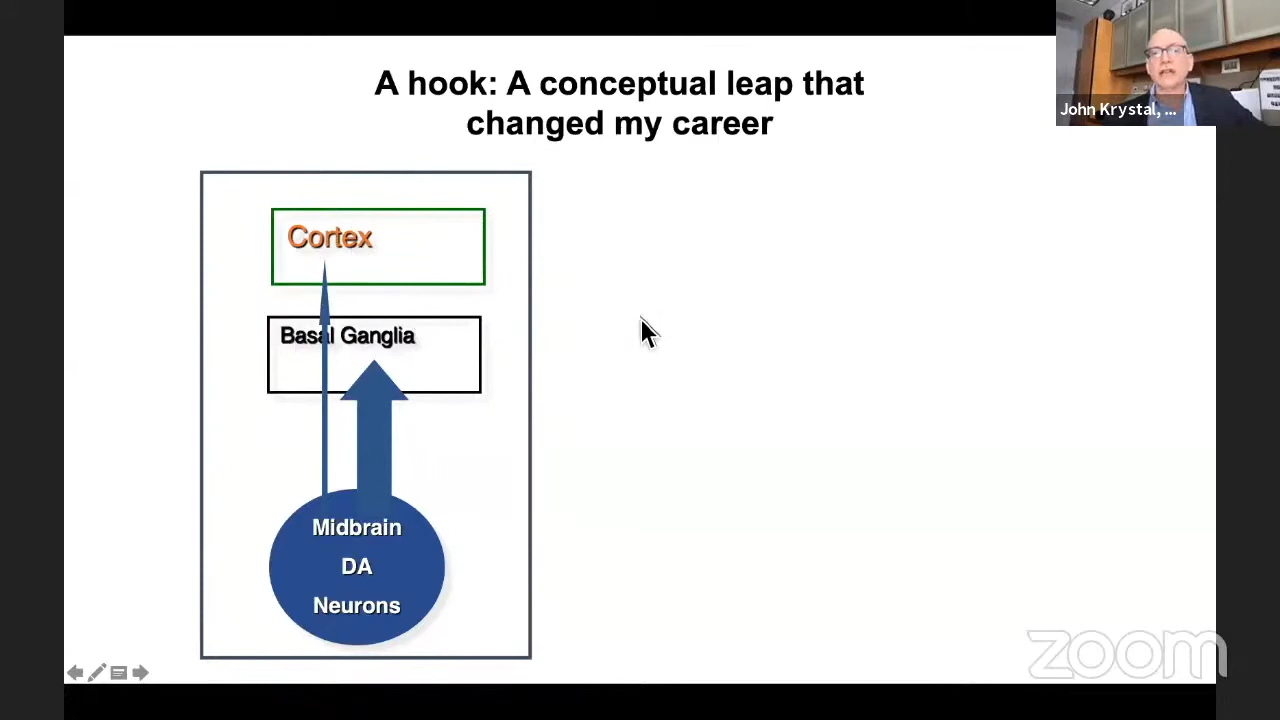 A hook: A conceptual leap that
changed my career
John Krystal, ...
Cortex
Basal Ganglia
Midbrain
DA
Neurons
zoom